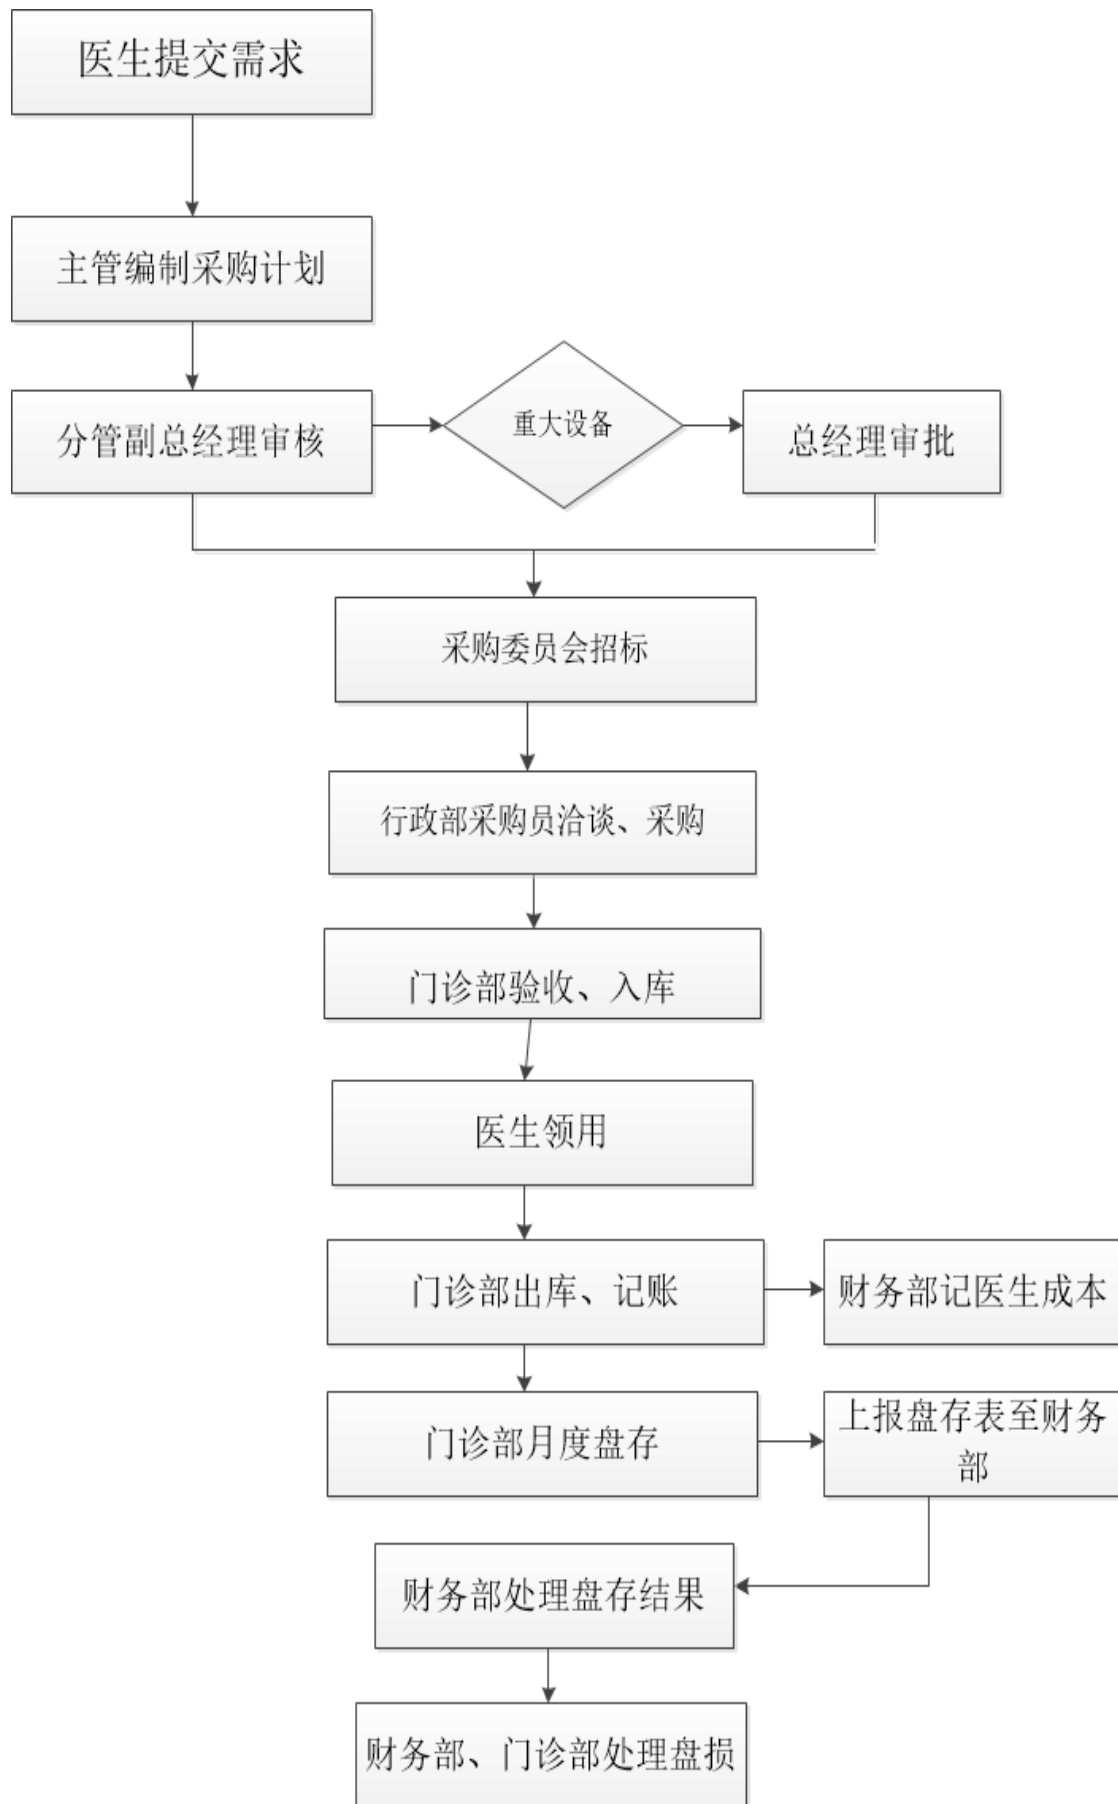 医生提交需求
主管编制采购计划
分管副总经理审核
重大设备
总经理审批
采购委员会招标
行政部采购员洽谈、采购
门诊部验收、入库
医生领用
门诊部出库、记账
财务部记医生成本
门诊部月度盘存
上报盘存表至财务
部
财务部处理盘存结果
财务部、门诊部处理盘损